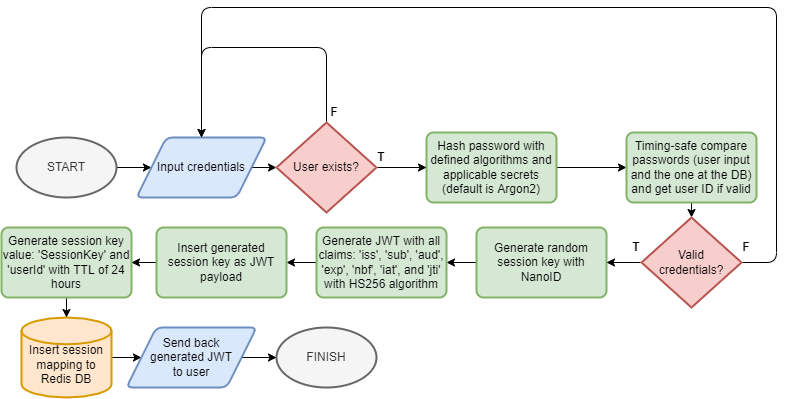 F
START
Input credentials
User exists?
T
Hash password with
defined algorithms and
applicable secrets
(default is Argon2)
Timing-safe compare
passwords (user input
and the one at the DB)
and get user ID if valid
Generate session key
value: 'SessionKey' and
'userId' with TTL of 24
hours
Insert generated
session key as JWT
payload
Generate JWT with all
claims: 'iss', 'sub', 'aud',
'exp', 'nbf', 'iat', and 'jti'
with HS256 algorithm
Generate random
session key with
NanoID
T
Valid
credentials?
F
Insert session
mapping to
Redis DB
Send back
generated JWT
to user
FINISH